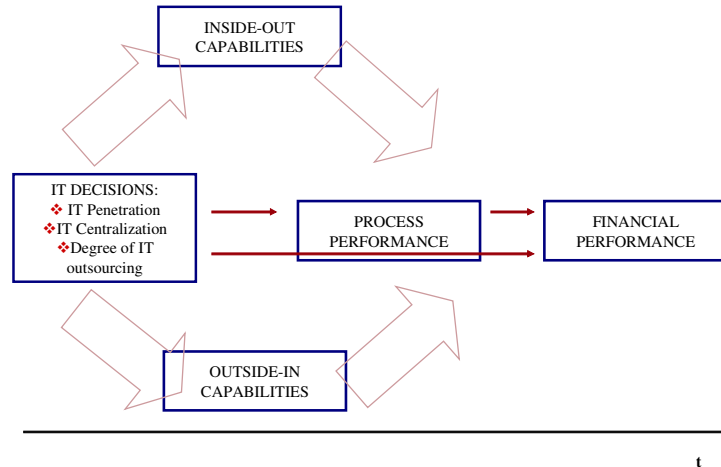 INSIDE-OUT
CAPABILITIES
IT DECISIONS:
❖ IT Penetration
❖IT Centralization
❖Degree of IT
outsourcing
PROCESS
PERFORMANCE
FINANCIAL
PERFORMANCE
OUTSIDE-IN
CAPABILITIES
t